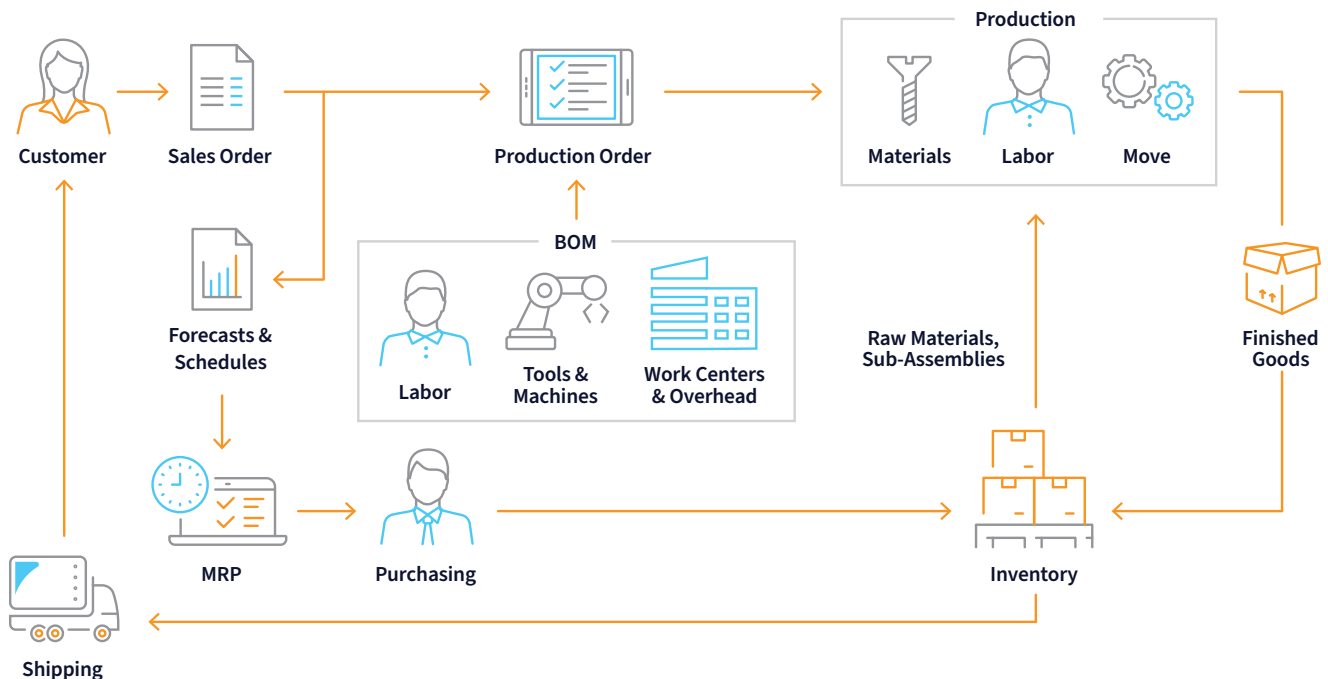 Production
Customer
Sales Order
Production Order
Materials
Labor
Move
BOM
Forecasts &
Schedules
Labor
Tools &
Machines
Work Centers
& Overhead
Raw Materials,
Sub-Assemblies
Finished
Goods
MRP
Purchasing
Inventory
Shipping